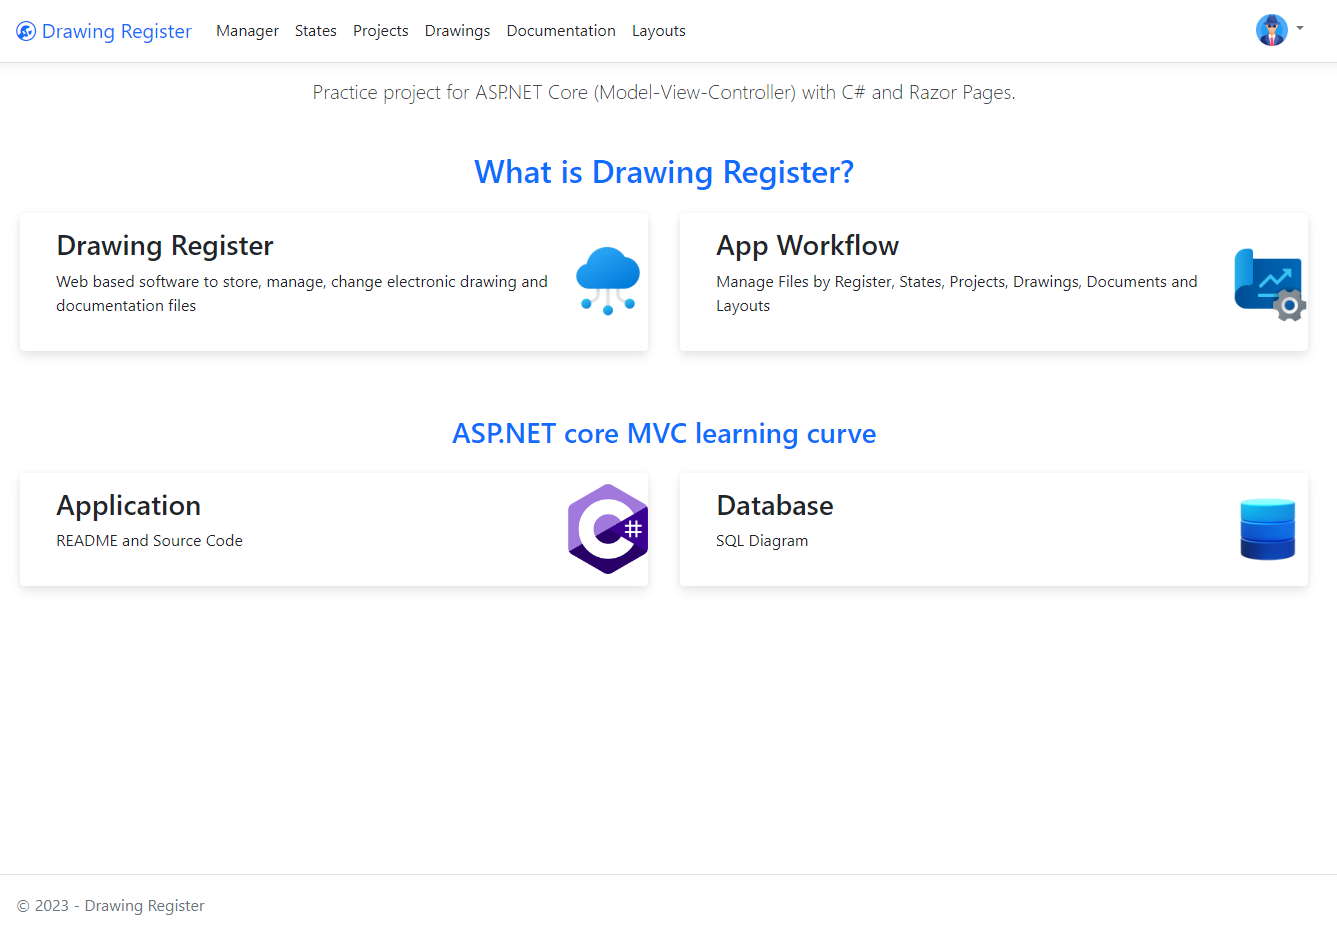 Drawing Register Manager States Projects Drawings Documentation Layouts
Practice project for ASP.NET Core (Model-View-Controller) with C# and Razor Pages.
What is Drawing Register?
Drawing Register
Web based software to store, manage, change electronic drawing and
documentation files
App Workflow
Manage Files by Register, States, Projects, Drawings, Documents and
Layouts
ASP.NET core MVC learning curve
Application
README and Source Code
C#
Database
SQL Diagram
© 2023 - Drawing Register